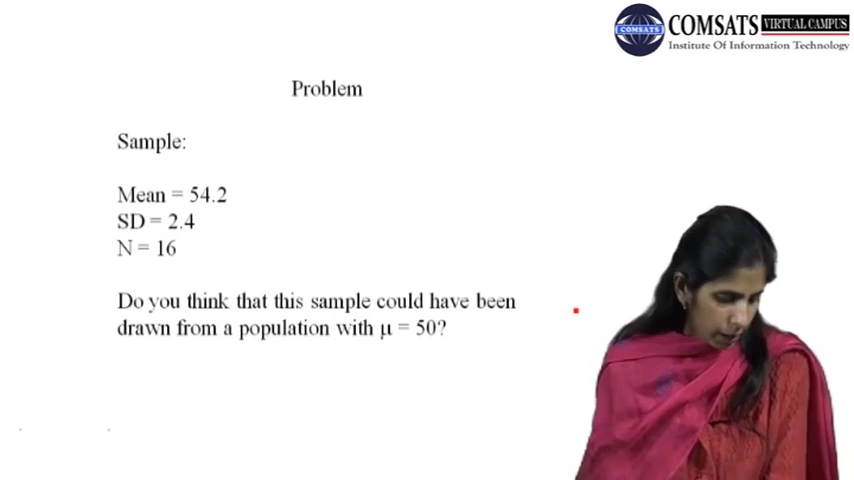 COMSATS VIRTUAL CAMPUS
COMSATS
Institute Of Information Technology
Problem
Sample:
Mean = 54.2
SD = 2.4
N = 16
Do you think that this sample could have been
drawn from a population with μ = 50?